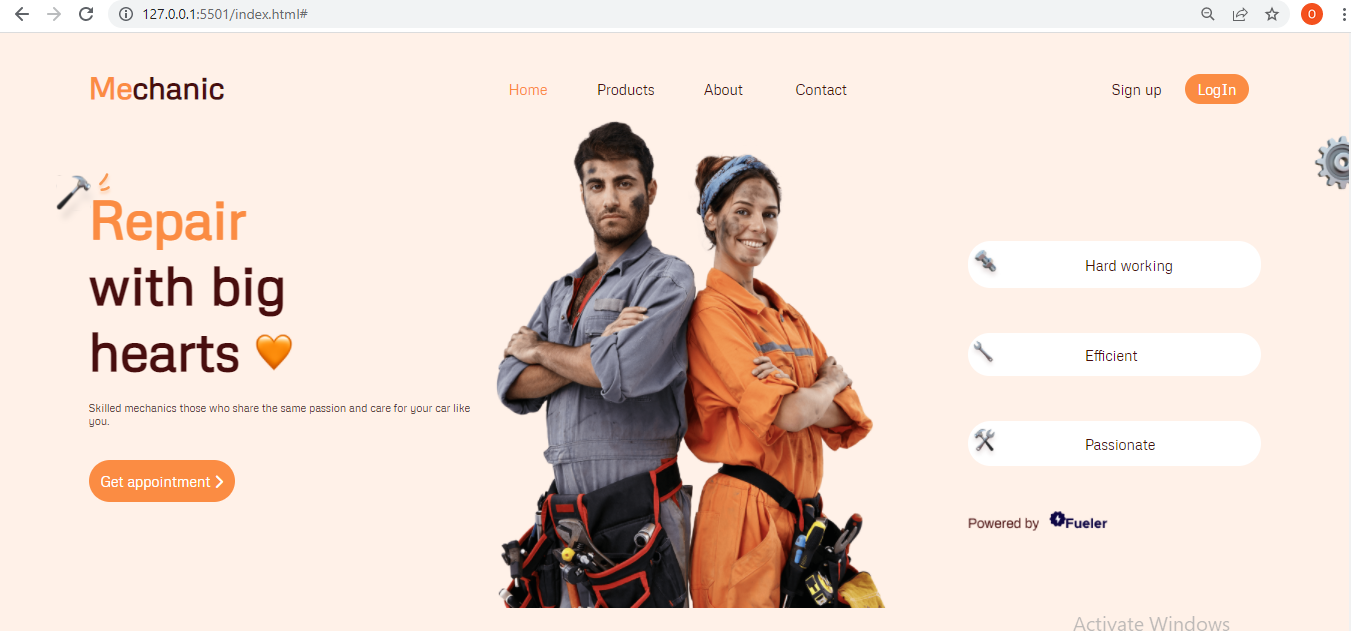 127.0.0.1:5501/index.html#
O
Mechanic
Home Products About Contact
Sign up LogIn
Repair
with big
hearts 🧡
Skilled mechanics those who share the same passion and care for your car like
you.
Get appointment
Hard working
Efficient
Passionate
Powered by Fueler
Activate Windows